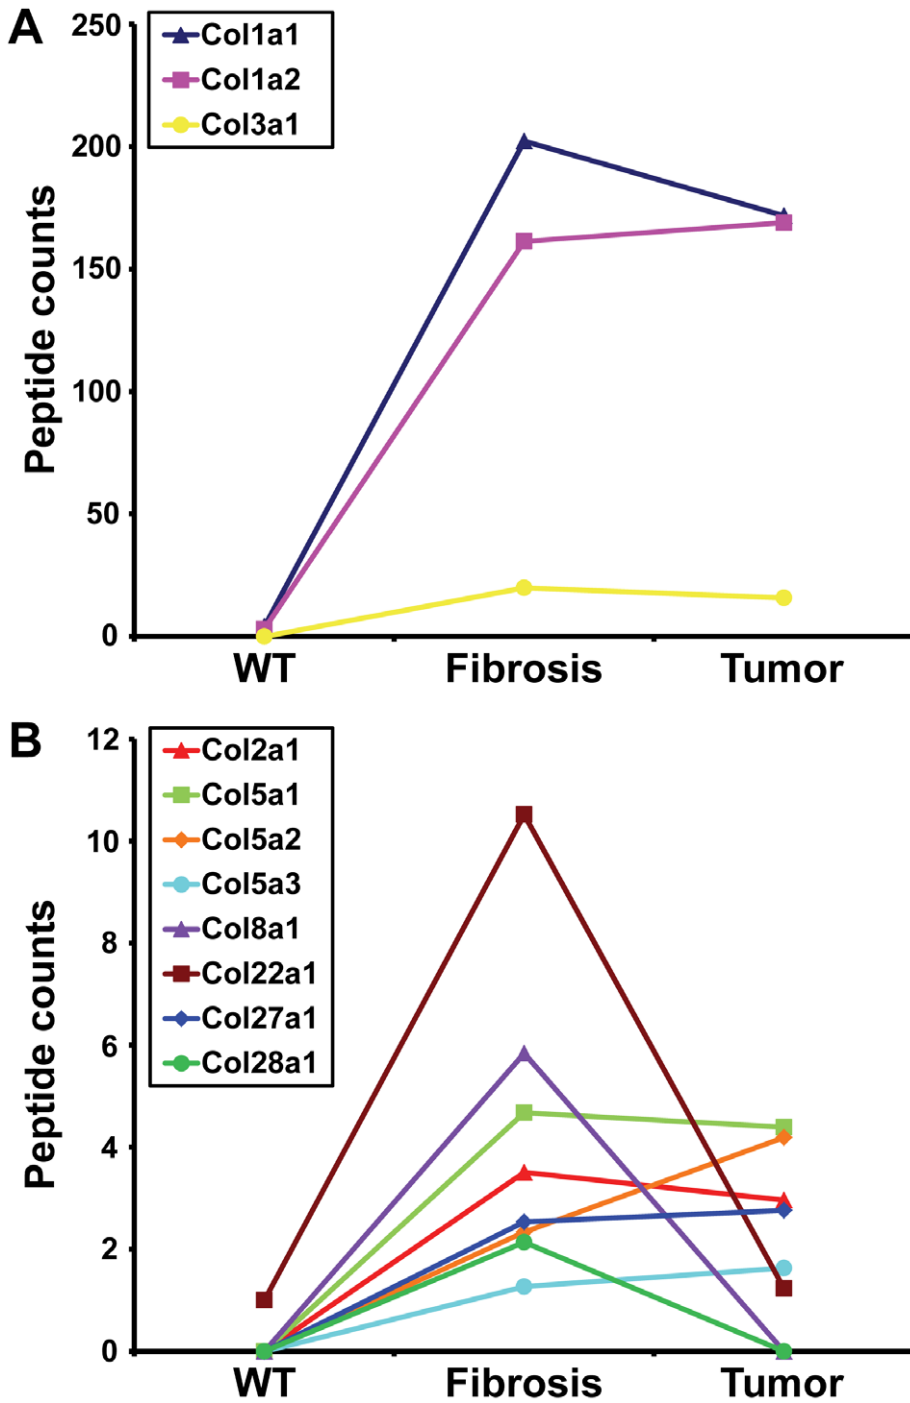 A
250
200
150
100
50
0
Peptide counts
Col1a1
Col1a2
Col3a1
WT Fibrosis Tumor
B
12
10
8
6
4
2
0
Peptide counts
Col2a1
Col5a1
Col5a2
Col5a3
Col8a1
Col22a1
Col27a1
Col28a1
WT Fibrosis Tumor